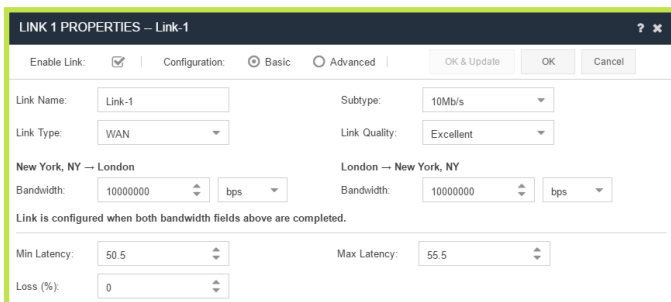 LINK 1 PROPERTIES -- Link-1 ? ×
Enable Link: Configuration: Basic Advanced OK & Update OK Cancel
Link Name: Link-1 Subtype: 10Mb/s
Link Type: WAN Link Quality: Excellent
New York, NY → London London → New York, NY
Bandwidth: 10000000 bps Bandwidth: 10000000 bps
Link is configured when both bandwidth fields above are completed.
Min Latency: 50.5 Max Latency: 55.5
Loss (%): 0